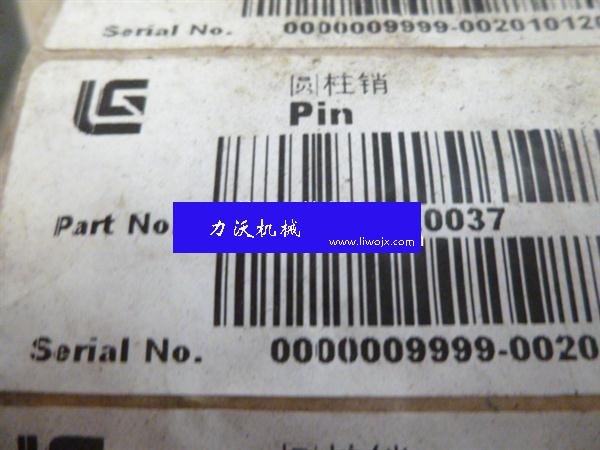 Serial No. 0000009999-00201012
LG
圆柱销
Pin
Part No. 0037
力沃机械
www.liwojx.com
Serial No. 0000009999-0020